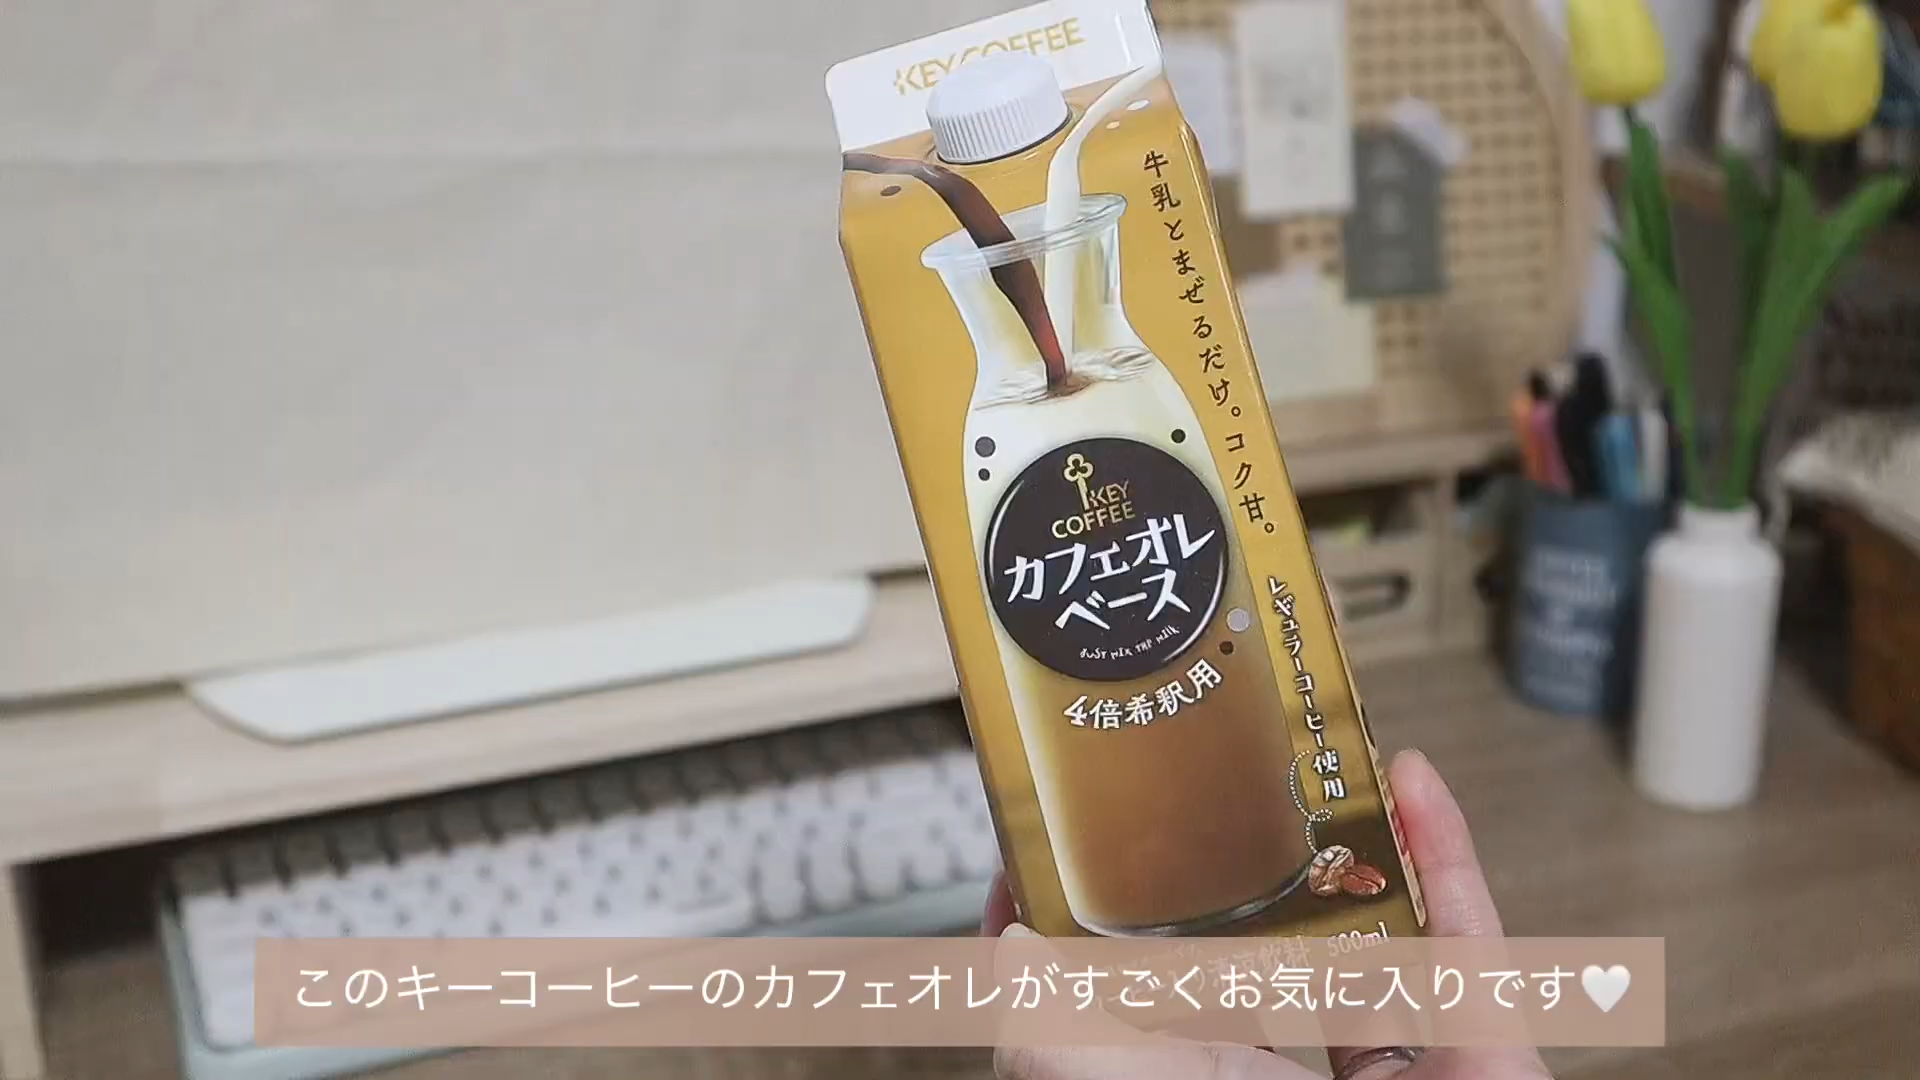 KEY COFFEE
牛乳とまぜるだけ。コク甘。
KEY
COFFEE
カフェオレ
ベース
JUST MIX THE MILK.
4倍希釈用
レギュラーコーヒー使用
500ml
このキーコーヒーのカフェオレがすごくお気に入りです🤍